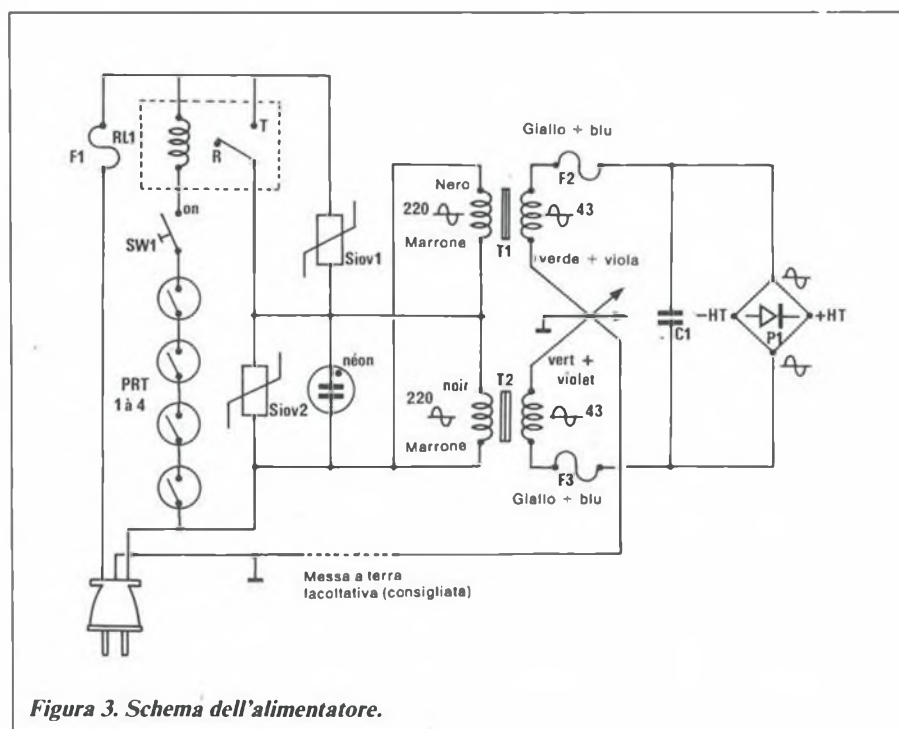 RL1
F1
R
T
on
SW1
PRT
1 à 4
Siov1
Siov2
néon
Nero
220
Marrone
T1
43
Giallo + blu
F2
verde + viola
noir
220
Marrone
T2
43
vert +
violet
F3
Giallo + blu
C1
-HT
P1
+HT
Messa a terra
facoltativa (consigliata)
Figura 3. Schema dell'alimentatore.